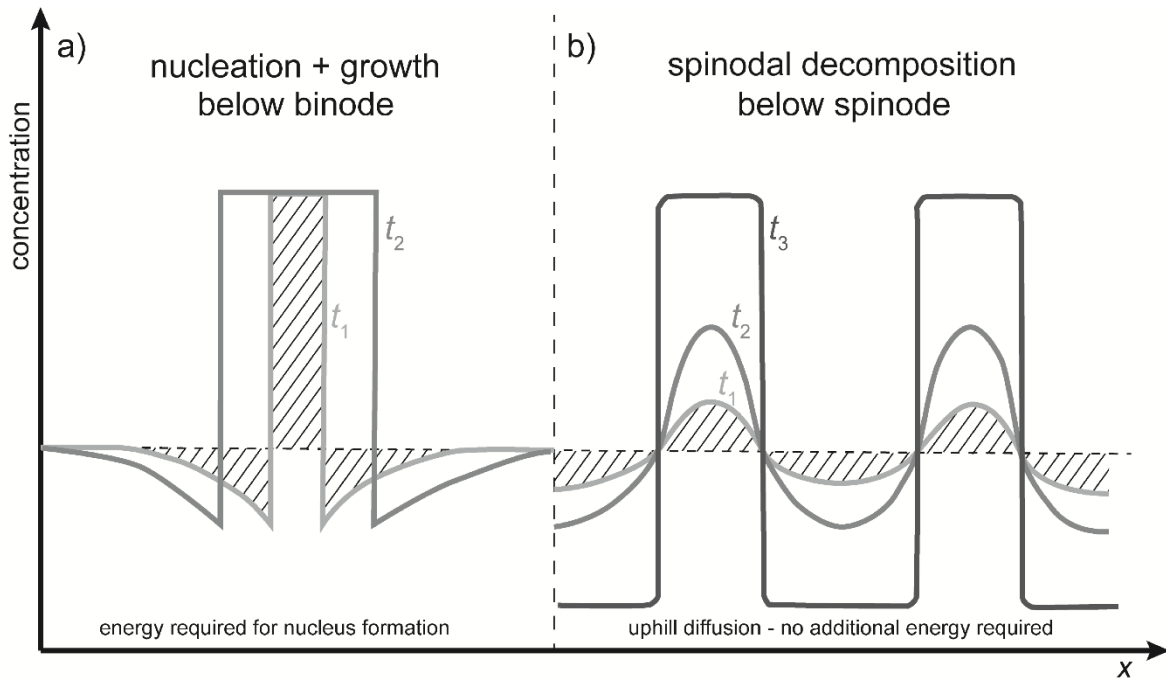 a)
nucleation + growth
below binode
b)
spinodal decomposition
below spinode
concentration
t2
t1
t3
t2
t1
energy required for nucleus formation
uphill diffusion - no additional energy required
x